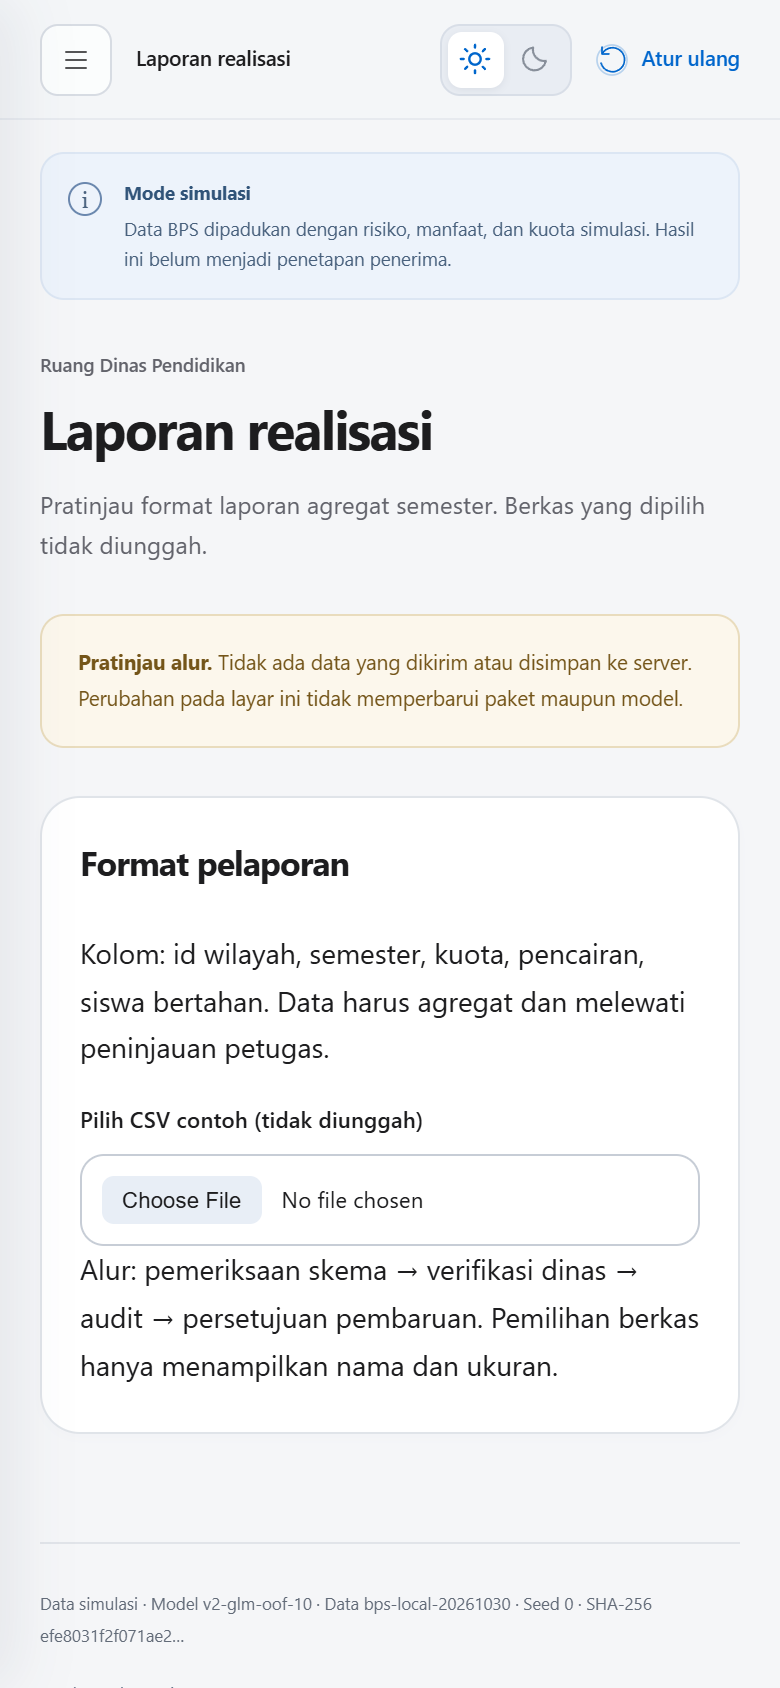 Laporan realisasi
Atur ulang
i
Mode simulasi
Data BPS dipadukan dengan risiko, manfaat, dan kuota simulasi. Hasil
ini belum menjadi penetapan penerima.
Ruang Dinas Pendidikan
Laporan realisasi
Pratinjau format laporan agregat semester. Berkas yang dipilih
tidak diunggah.
Pratinjau alur. Tidak ada data yang dikirim atau disimpan ke server.
Perubahan pada layar ini tidak memperbarui paket maupun model.
Format pelaporan
Kolom: id wilayah, semester, kuota, pencairan,
siswa bertahan. Data harus agregat dan melewati
peninjauan petugas.
Pilih CSV contoh (tidak diunggah)
Choose File No file chosen
Alur: pemeriksaan skema → verifikasi dinas →
audit → persetujuan pembaruan. Pemilihan berkas
hanya menampilkan nama dan ukuran.
Data simulasi · Model v2-glm-oof-10 · Data bps-local-20261030 · Seed 0 · SHA-256
efe8031f2f071ae2…